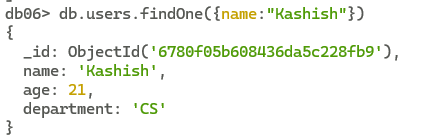 db06> db.users.findOne({name:"Kashish"})
{
  _id: ObjectId('6780f05b608436da5c228fb9'),
  name: 'Kashish',
  age: 21,
  department: 'CS'
}